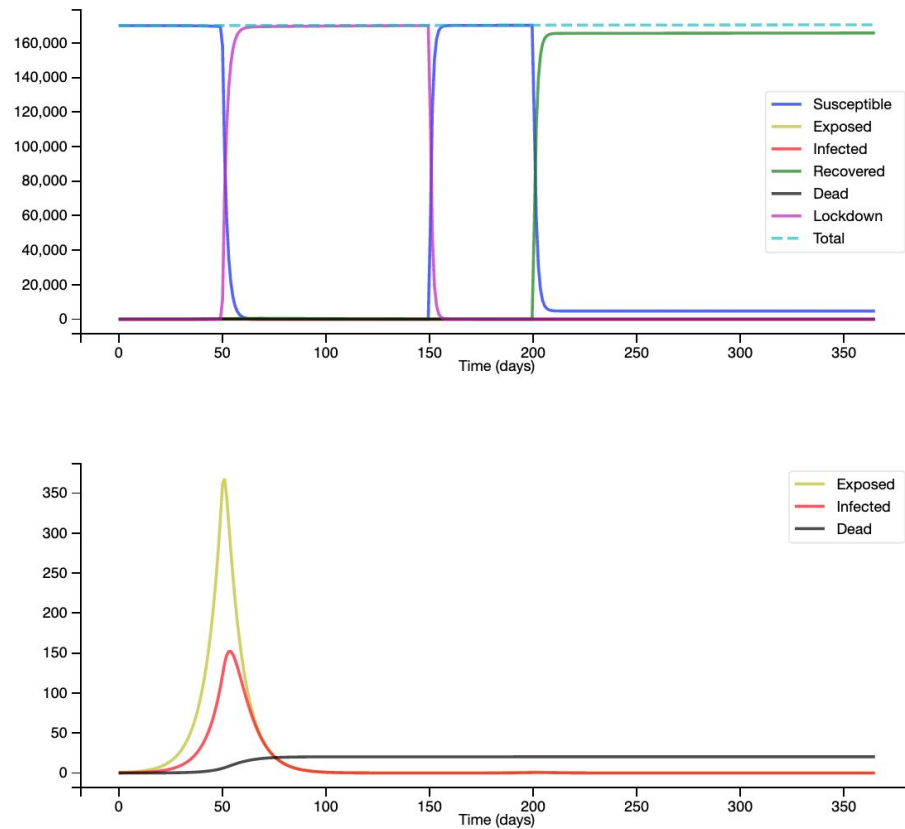 160,000
140,000
120,000
100,000
80,000
60,000
40,000
20,000
0
Susceptible
Exposed
Infected
Recovered
Dead
Lockdown
Total
0 50 100 150 200 250 300 350
Time (days)
350
300
250
200
150
100
50
0
Exposed
Infected
Dead
0 50 100 150 200 250 300 350
Time (days)